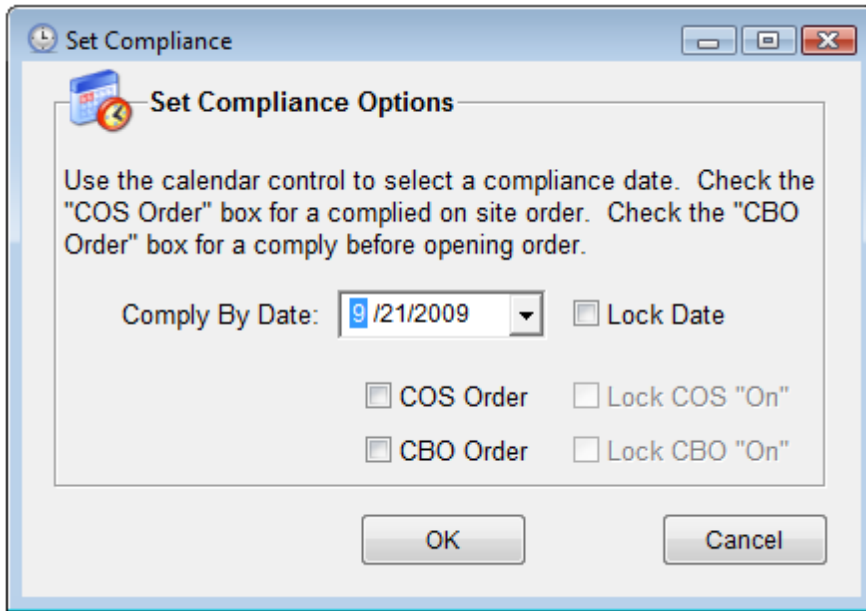 Set Compliance
Set Compliance Options
Use the calendar control to select a compliance date.  Check the
"COS Order" box for a complied on site order.  Check the "CBO
Order" box for a comply before opening order.
Comply By Date: 9 /21/2009 Lock Date
COS Order Lock COS "On"
CBO Order Lock CBO "On"
OK Cancel